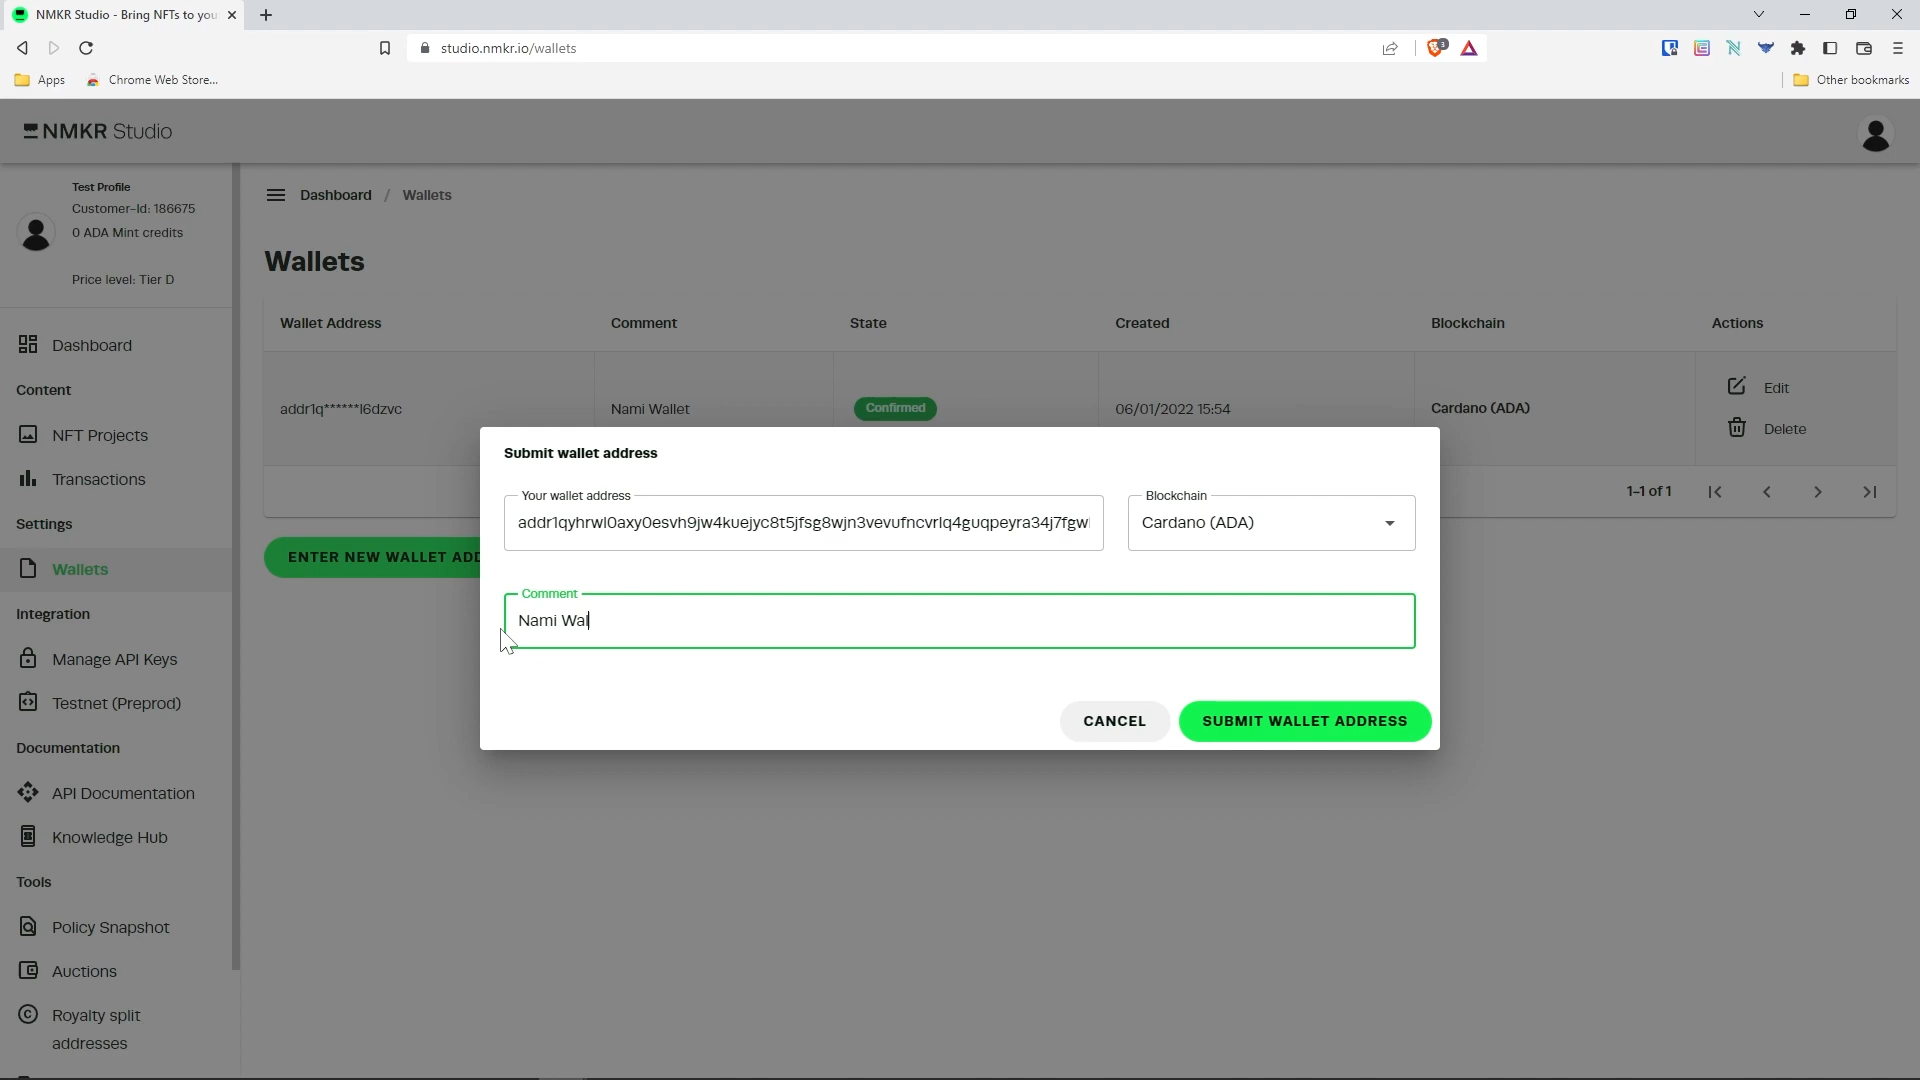 NMKR Studio - Bring NFTs to you
studio.nmkr.io/wallets
3
Apps
Chrome Web Store...
Other bookmarks
NMKR Studio
Test Profile
Customer-Id: 186675
0 ADA Mint credits
Price level: Tier D
Dashboard
Content
NFT Projects
Transactions
Settings
Wallets
Integration
Manage API Keys
Testnet (Preprod)
Documentation
API Documentation
Knowledge Hub
Tools
Policy Snapshot
Auctions
Royalty split
addresses
Dashboard / Wallets
Wallets
Wallet Address Comment State Created Blockchain Actions
addr1q******l6dzvc Nami Wallet Confirmed 06/01/2022 15:54 Cardano (ADA) Edit
Delete
1-1 of 1
ENTER NEW WALLET ADD
Submit wallet address
Your wallet address
addr1qyhrwl0axy0esvh9jw4kuejyc8t5jfsg8wjn3vevufncvrlq4guqpeyra34j7fgw
Blockchain
Cardano (ADA)
Comment
Nami Wal
CANCEL
SUBMIT WALLET ADDRESS